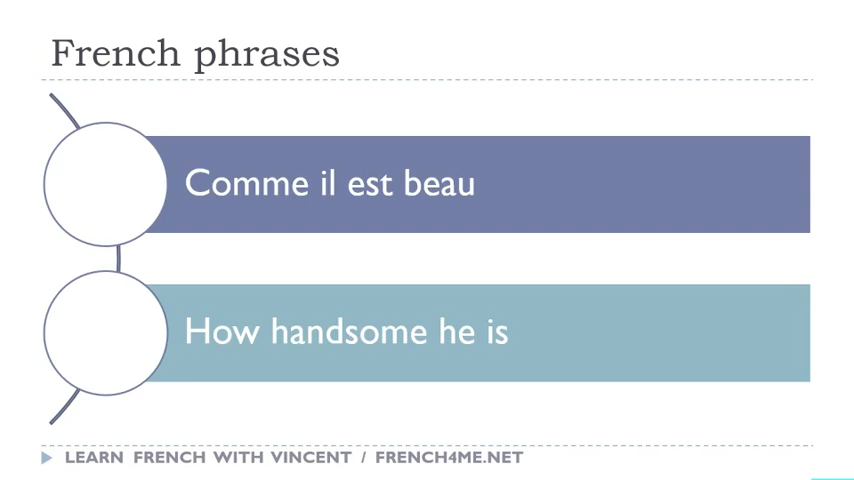 French phrases
Comme il est beau
How handsome he is
LEARN FRENCH WITH VINCENT / FRENCH4ME.NET